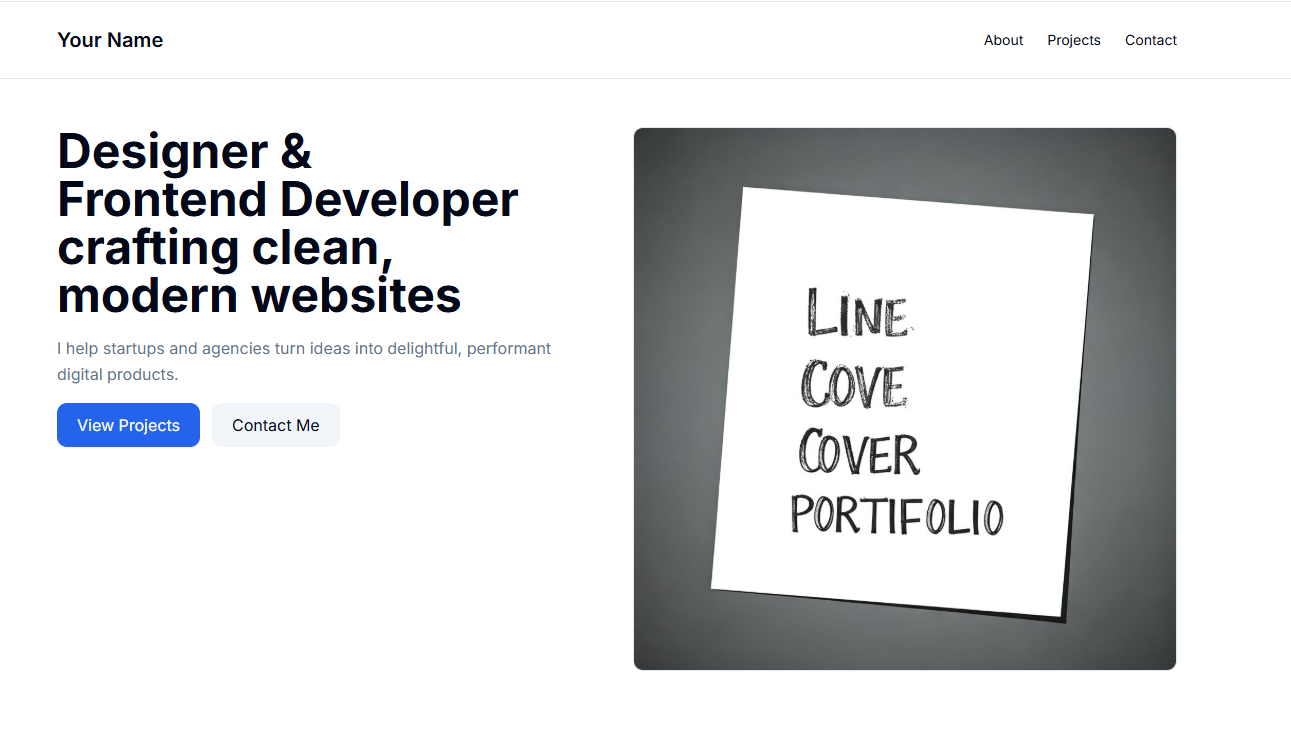 Your Name
About Projects Contact
Designer &
Frontend Developer
crafting clean,
modern websites
I help startups and agencies turn ideas into delightful, performant
digital products.
View Projects Contact Me
LINE
COVE
COVER
PORTIFOLIO